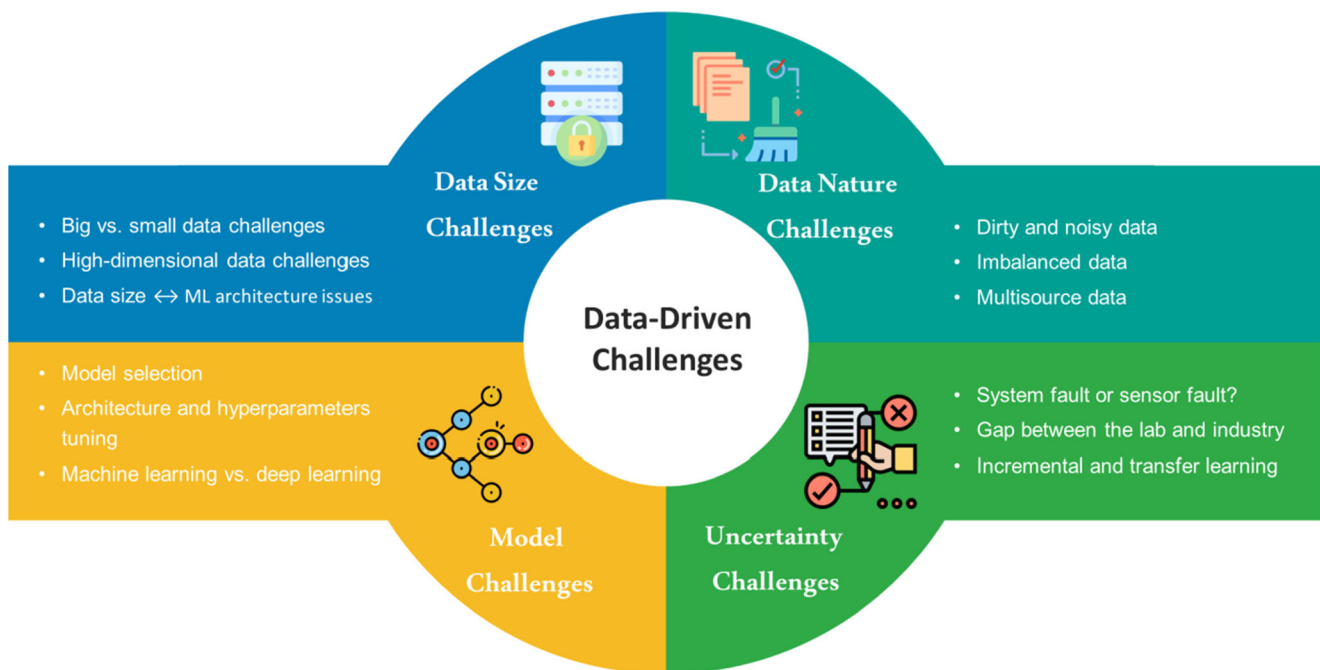 Data Size
Challenges
• Big vs. small data challenges
• High-dimensional data challenges
• Data size ↔ ML architecture issues
Data Nature
Challenges
• Dirty and noisy data
• Imbalanced data
• Multisource data
Data-Driven
Challenges
• Model selection
• Architecture and hyperparameters
tuning
• Machine learning vs. deep learning
Model
Challenges
• System fault or sensor fault?
• Gap between the lab and industry
• Incremental and transfer learning
Uncertainty
Challenges